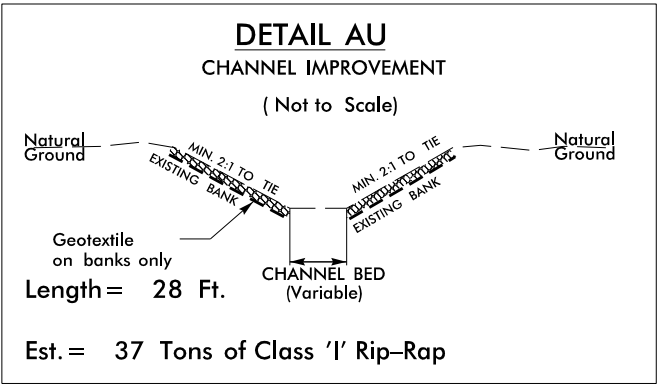 DETAIL AU
CHANNEL IMPROVEMENT
( Not to Scale)
Natural
Ground
MIN. 2:1 TO TIE
EXISTING BANK
MIN. 2:1 TO TIE
EXISTING BANK
Natural
Ground
Geotextile
on banks only
CHANNEL BED
(Variable)
Length = 28 Ft.
Est. = 37 Tons of Class 'I' Rip-Rap